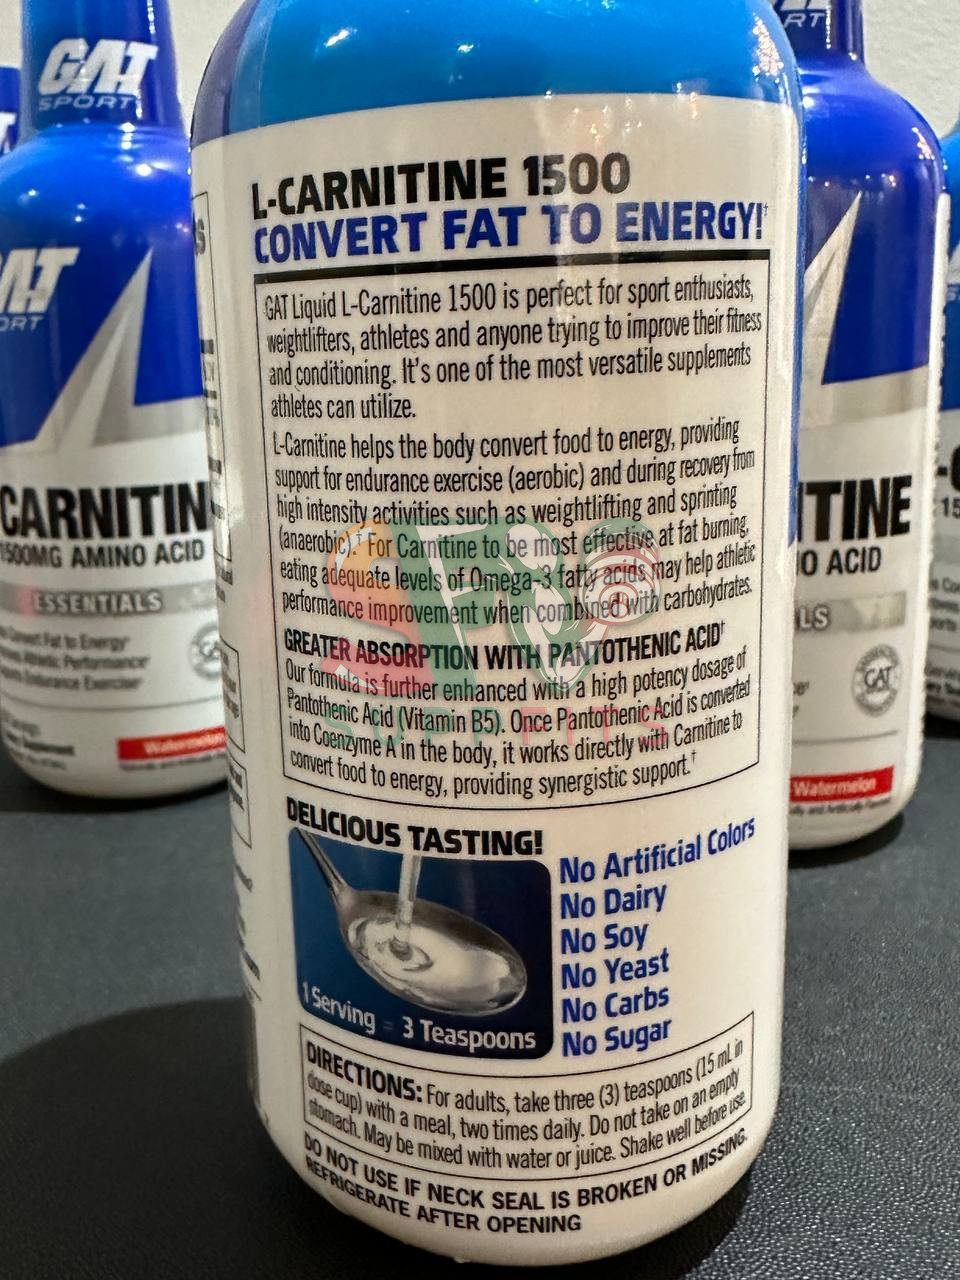 GAT
SPORT
L-CARNITINE 1500
CONVERT FAT TO ENERGY!†
GAT Liquid L-Carnitine 1500 is perfect for sport enthusiasts,
weightlifters, athletes and anyone trying to improve their fitness
and conditioning. It's one of the most versatile supplements
athletes can utilize.
L-Carnitine helps the body convert food to energy, providing
support for endurance exercise (aerobic) and during recovery from
high intensity activities such as weightlifting and sprinting
(anaerobic).† For Carnitine to be most effective at fat burning,
eating adequate levels of Omega-3 fatty acids may help athletic
performance improvement when combined with carbohydrates.
GREATER ABSORPTION WITH PANTOTHENIC ACID†
Our formula is further enhanced with a high potency dosage of
Pantothenic Acid (Vitamin B5). Once Pantothenic Acid is converted
into Coenzyme A in the body, it works directly with Carnitine to
convert food to energy, providing synergistic support.†
DELICIOUS TASTING!
1 Serving = 3 Teaspoons
No Artificial Colors
No Dairy
No Soy
No Yeast
No Carbs
No Sugar
DIRECTIONS: For adults, take three (3) teaspoons (15 mL in
dose cup) with a meal, two times daily. Do not take on an empty
stomach. May be mixed with water or juice. Shake well before use.
DO NOT USE IF NECK SEAL IS BROKEN OR MISSING.
REFRIGERATE AFTER OPENING
CARNITIN
1500MG AMINO ACID
ESSENTIALS
Watermelon
ITINE
O ACID
LS
GAT
Watermelon
SUPPFITS